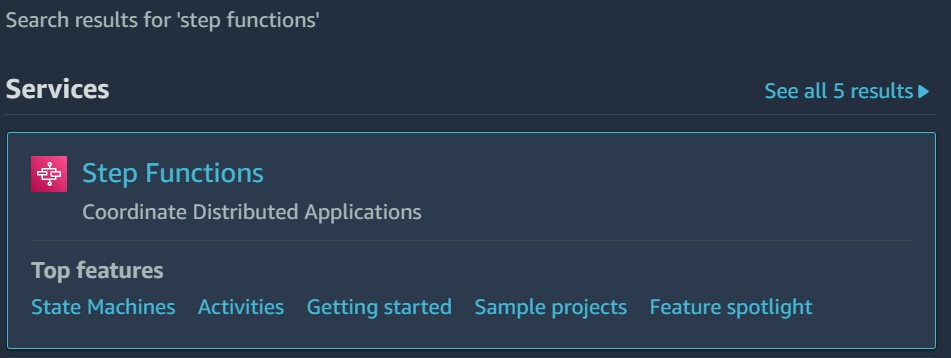 Search results for 'step functions'
Services
See all 5 results
Step Functions
Coordinate Distributed Applications
Top features
State Machines Activities Getting started Sample projects Feature spotlight